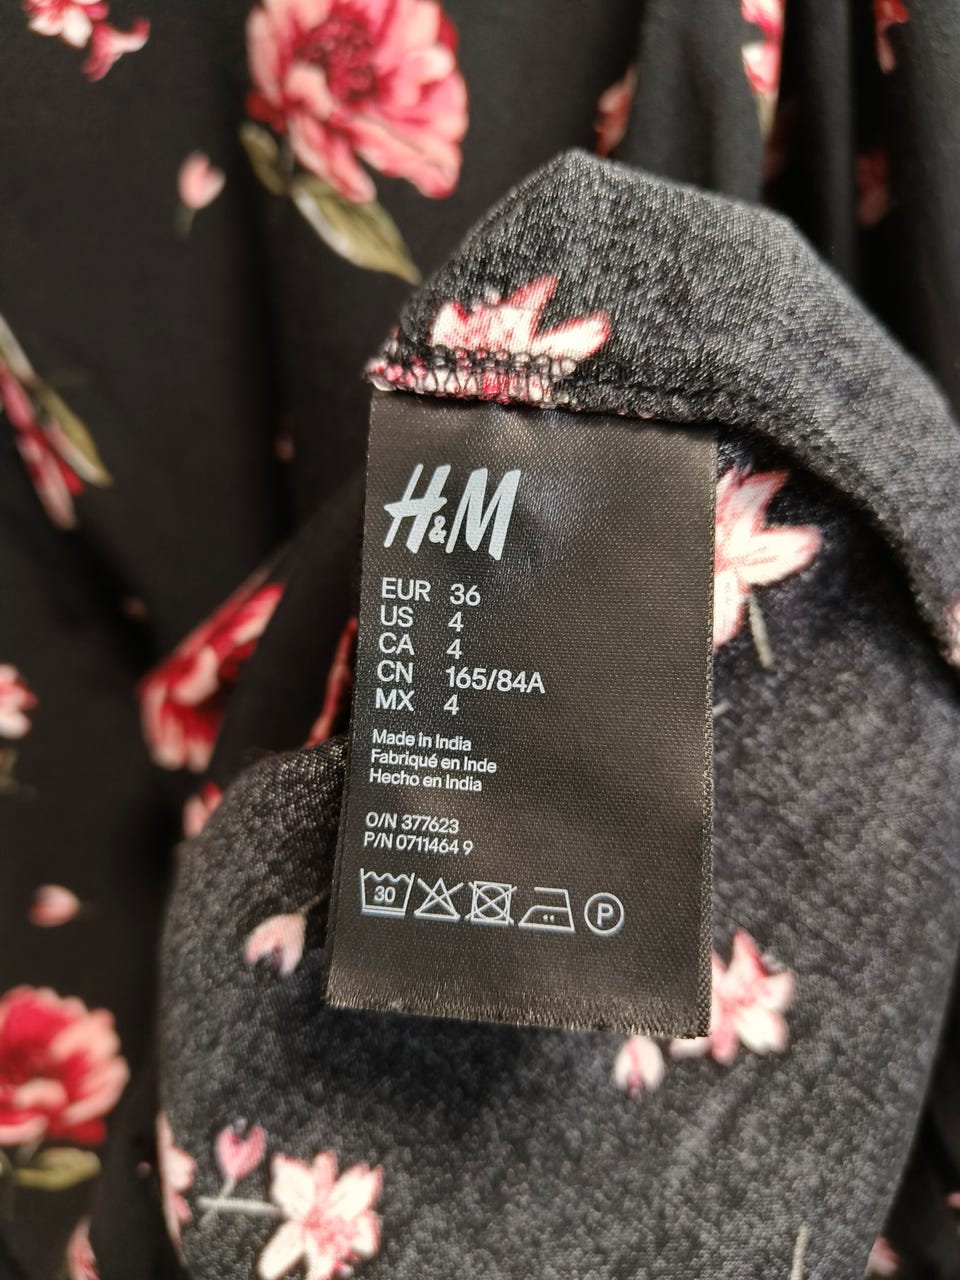 H&M
EUR 36
US 4
CA 4
CN 165/84A
MX 4
Made in India
Fabriqué en Inde
Hecho en India
O/N 377623
P/N 0711464 9
30
P